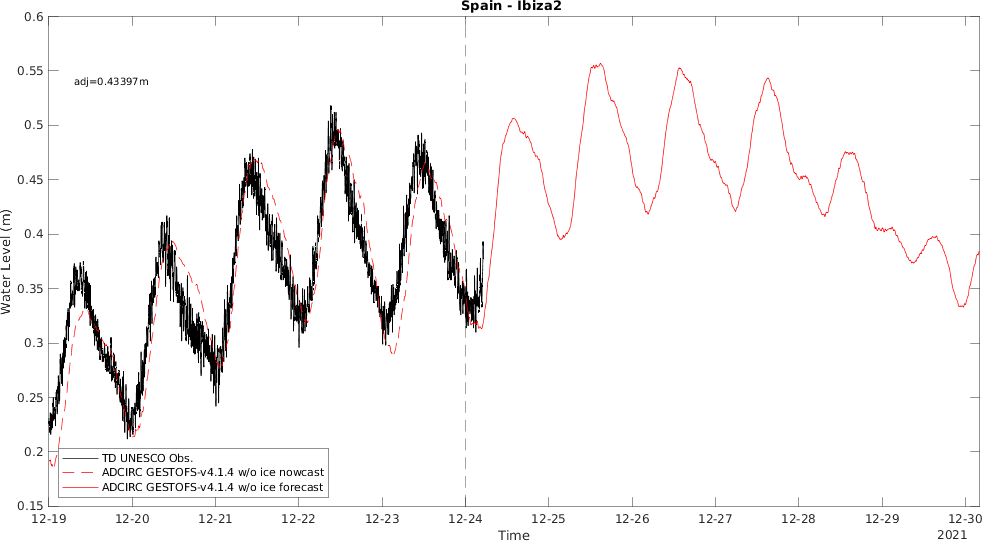 Spain - Ibiza2
0.6
0.55
0.5
0.45
0.4
0.35
0.3
0.25
0.2
0.15
Water Level (m)
adj=0.43397m
TD UNESCO Obs.
ADCIRC GESTOFS-v4.1.4 w/o ice nowcast
ADCIRC GESTOFS-v4.1.4 w/o ice forecast
12-19 12-20 12-21 12-22 12-23 12-24 12-25 12-26 12-27 12-28 12-29 12-30
Time
2021